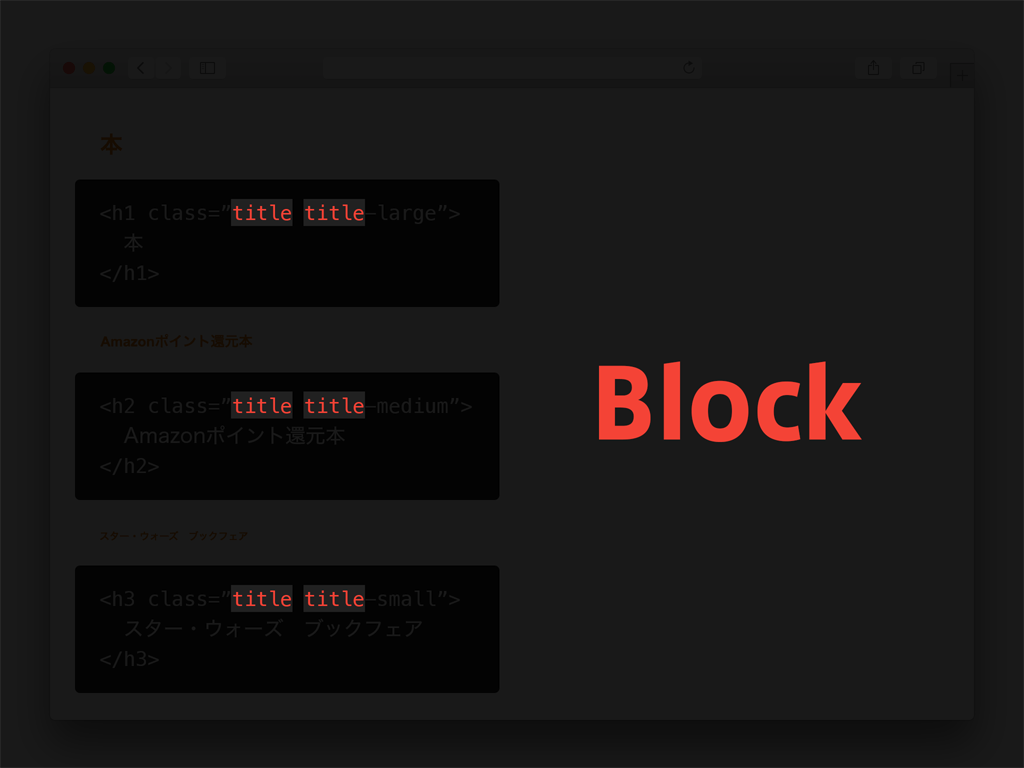 本
<h1 class=”title title-large”>
本
</h1>
Amazonポイント還元本
<h2 class=”title title-medium”>
Amazonポイント還元本
</h2>
スター・ウォーズ　ブックフェア
<h3 class=”title title-small”>
スター・ウォーズ　ブックフェア
</h3>
Block